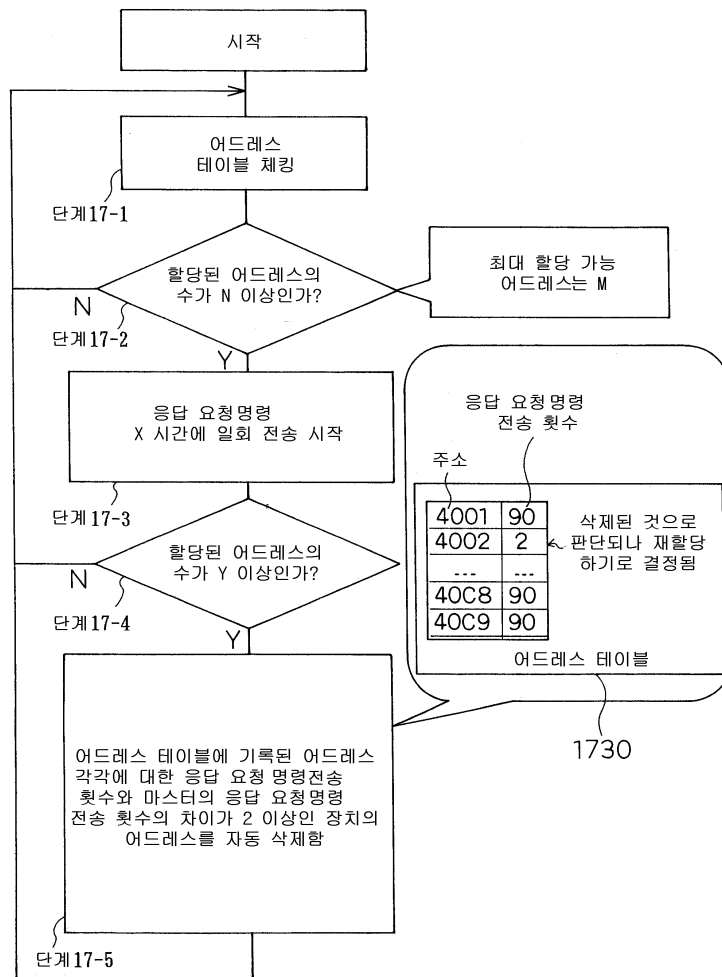 시작
어드레스
테이블 체킹
단계17-1
할당된 어드레스의
수가 N 이상인가?
최대 할당 가능
어드레스는 M
N
단계17-2
Y
응답 요청명령
X 시간에 일회 전송 시작
단계17-3
할당된 어드레스의
수가 Y 이상인가?
N
단계17-4
Y
응답 요청명령
전송 횟수
주소
4001 90
4002 2
--- ---
40C8 90
40C9 90
삭제된 것으로
판단되나 재할당
하기로 결정됨
어드레스 테이블
1730
어드레스 테이블에 기록된 어드레스
각각에 대한 응답 요청 명령전송
횟수와 마스터의 응답 요청명령
전송 횟수의 차이가 2 이상인 장치의
어드레스를 자동 삭제함
단계17-5